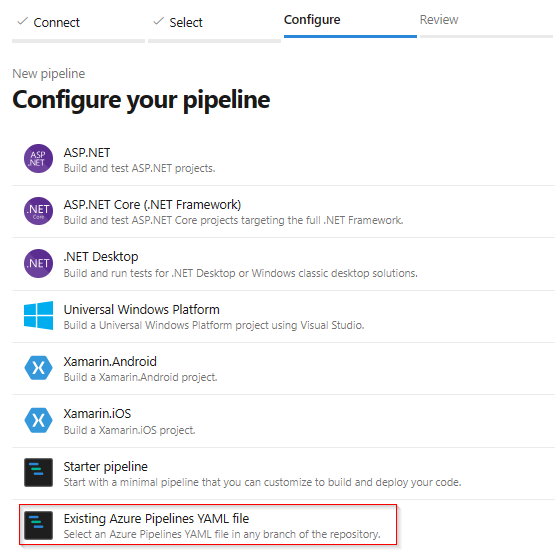 Connect Select Configure Review
New pipeline
Configure your pipeline
ASP
.NET
ASP.NET
Build and test ASP.NET projects.
.NET
Core
ASP.NET Core (.NET Framework)
Build and test ASP.NET Core projects targeting the full .NET Framework.
.NET
.NET Desktop
Build and run tests for .NET Desktop or Windows classic desktop solutions.
Universal Windows Platform
Build a Universal Windows Platform project using Visual Studio.
Xamarin.Android
Build a Xamarin.Android project.
Xamarin.iOS
Build a Xamarin.iOS project.
Starter pipeline
Start with a minimal pipeline that you can customize to build and deploy your code.
Existing Azure Pipelines YAML file
Select an Azure Pipelines YAML file in any branch of the repository.